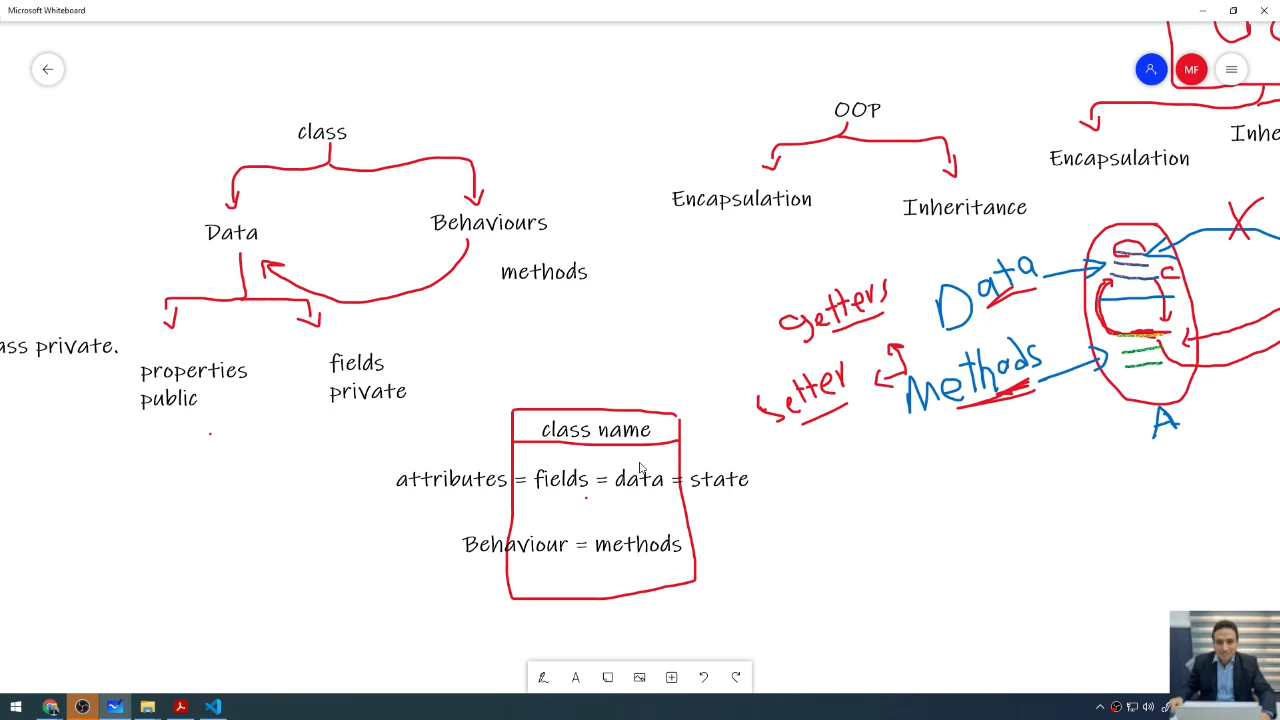 Microsoft Whiteboard
MF
class
Data
Behaviours
methods
ass private.
properties
public
fields
private
OOP
Encapsulation
Inheritance
Encapsulation
Inhe
Data
getters
setter
Methods
A
class name
attributes = fields = data = state
Behaviour = methods
A